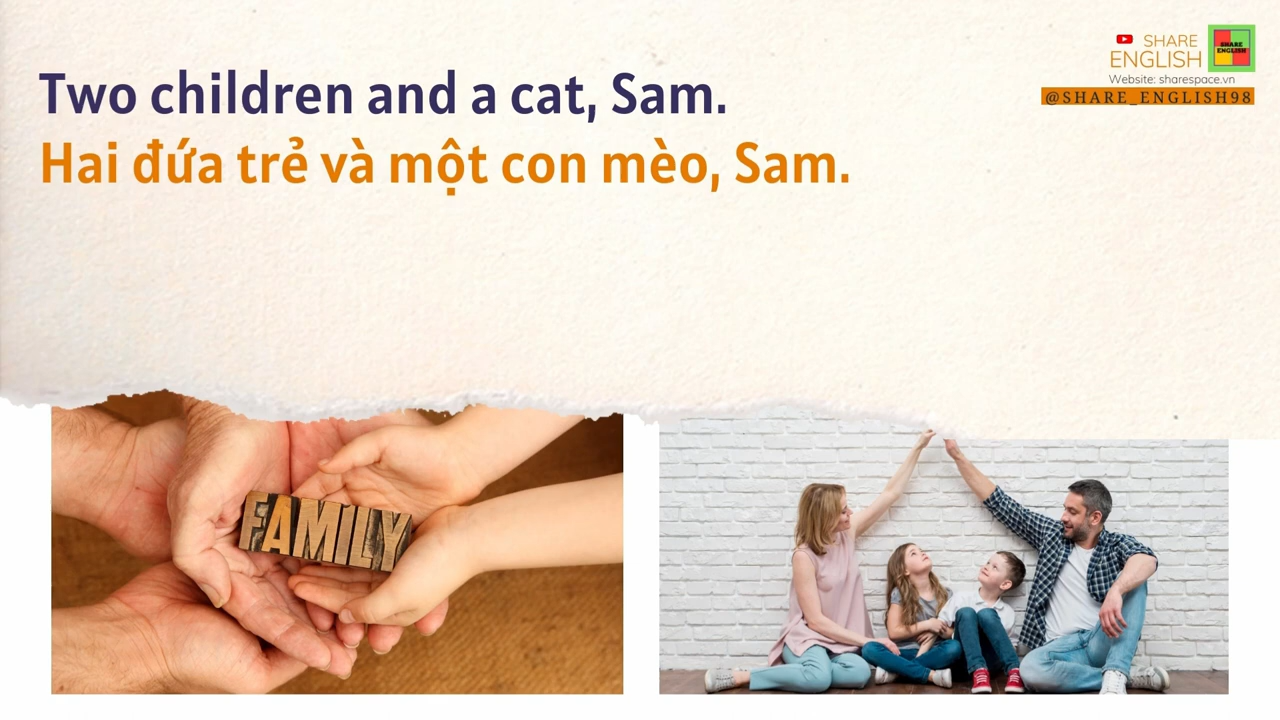 Two children and a cat, Sam.
Hai đứa trẻ và một con mèo, Sam.
SHARE
ENGLISH
SHARE
ENGLISH
Website: sharespace.vn
@SHARE_ENGLISH98
FAMILY